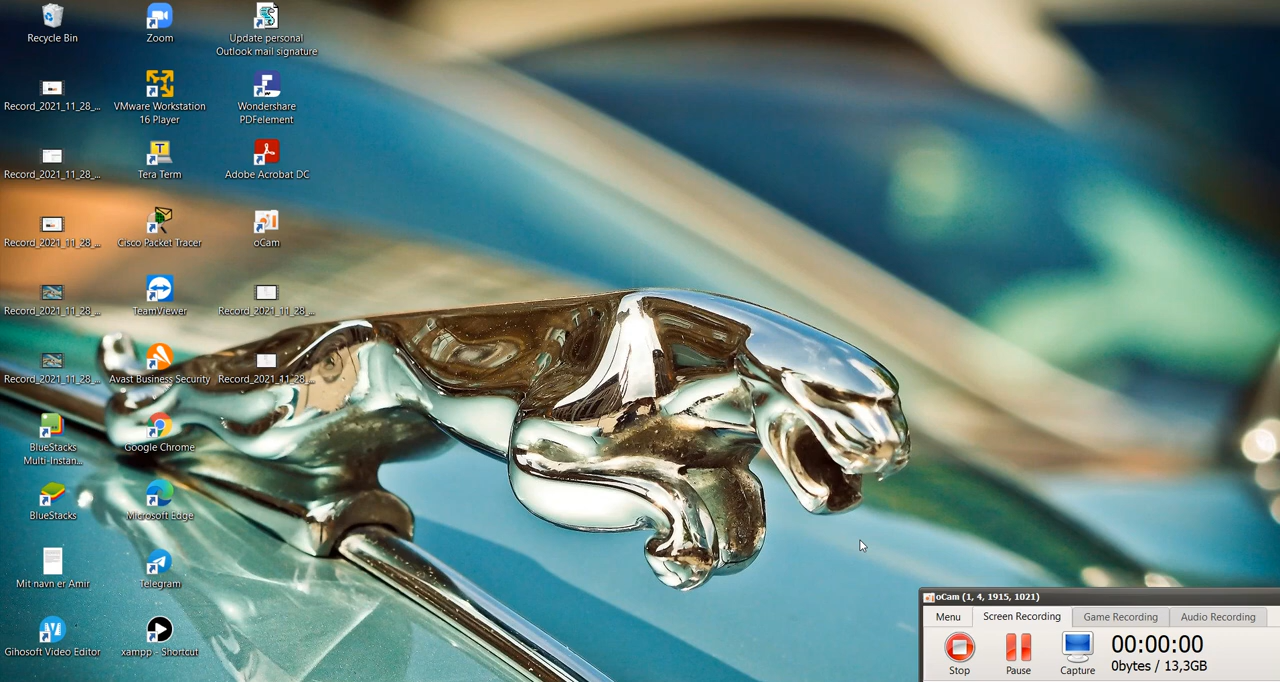 Recycle Bin
Record_2021_11_28_...
Record_2021_11_28_...
Record_2021_11_28_...
Record_2021_11_28_...
Record_2021_11_28_...
BlueStacks
Multi-Instan...
BlueStacks
Mit navn er Amir
Gihosoft Video Editor
Zoom
VMware Workstation
16 Player
Tera Term
Cisco Packet Tracer
TeamViewer
Avast Business Security
Google Chrome
Microsoft Edge
Telegram
xampp - Shortcut
Update personal
Outlook mail signature
Wondershare
PDFelement
Adobe Acrobat DC
oCam
Record_2021_11_28_...
Record_2021_11_28_...
oCam (1, 4, 1915, 1021)
Menu Screen Recording Game Recording Audio Recording
Stop Pause Capture
00:00:00
0bytes / 13,3GB